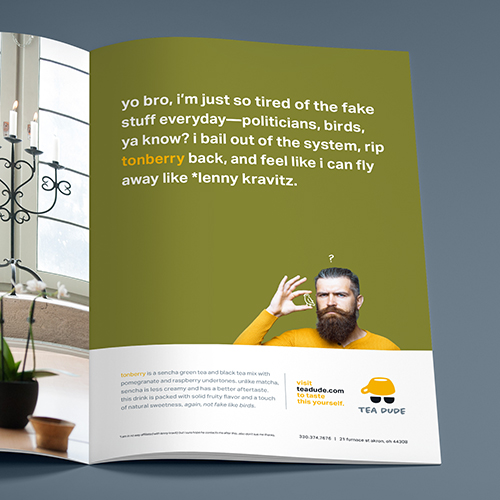 yo bro, i'm just so tired of the fake
stuff everyday—politicians, birds,
ya know? i bail out of the system, rip
tonberry back, and feel like i can fly
away like *lenny kravitz.
?
tonberry is a sencha green tea and black tea mix with
pomegranate and raspberry undertones. unlike matcha,
sencha is less creamy and has a better aftertaste.
this drink is packed with solid fruity flavor and a touch
of natural sweetness, again, not fake like birds.
visit
teadude.com
to taste
this yourself.
TEA DUDE
330.374.7676 | 21 furnace st akron, oh 44308